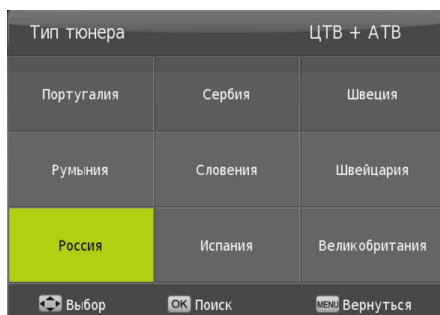 Тип тюнера ЦТВ + АТВ
Португалия Сербия Швеция
Румыния Словения Швейцария
Россия Испания Великобритания
Выбор OK Поиск MENU Вернуться